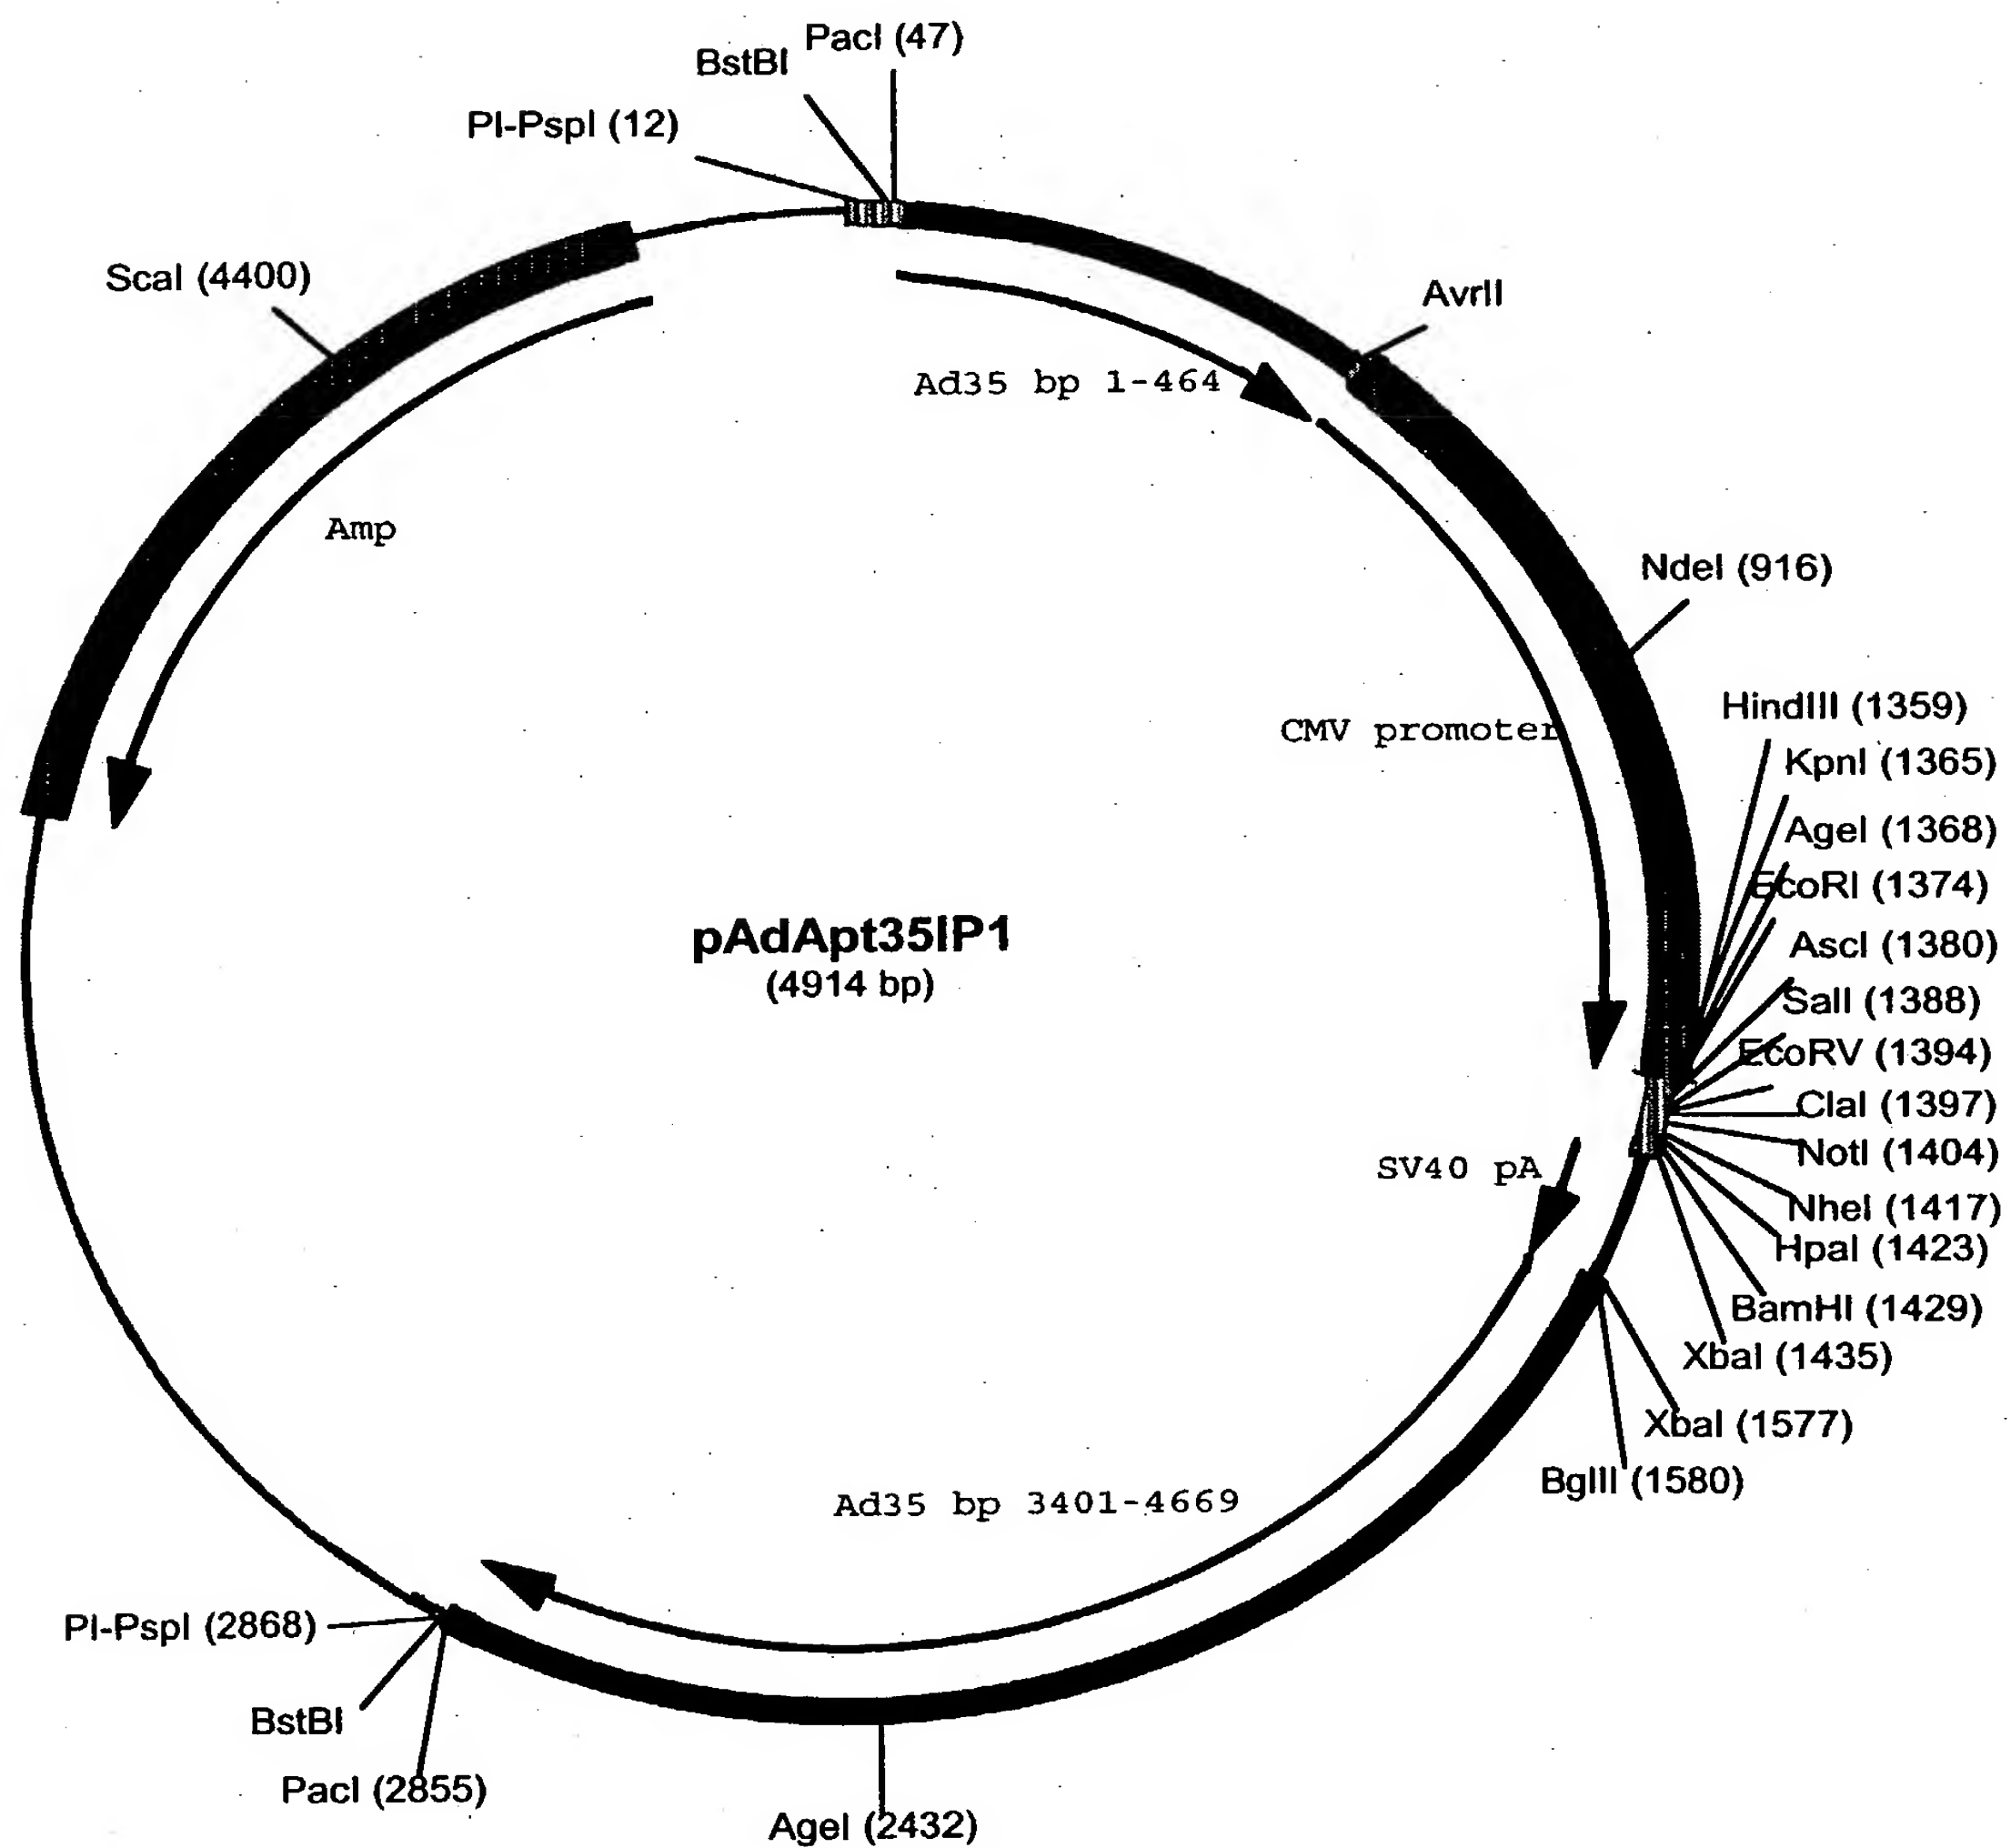 PacI (47)
BstBI
PI-PspI (12)
ScaI (4400)
AvrII
Ad35 bp 1-464
Amp
NdeI (916)
HindIII (1359)
CMV promoter
KpnI (1365)
AgeI (1368)
EcoRI (1374)
pAdApt35IP1
(4914 bp)
AscI (1380)
SalI (1388)
EcoRV (1394)
ClaI (1397)
NotI (1404)
SV40 pA
NheI (1417)
HpaI (1423)
BamHI (1429)
XbaI (1435)
XbaI (1577)
BglII (1580)
Ad35 bp 3401-4669
PI-PspI (2868)
BstBI
PacI (2855)
AgeI (2432)